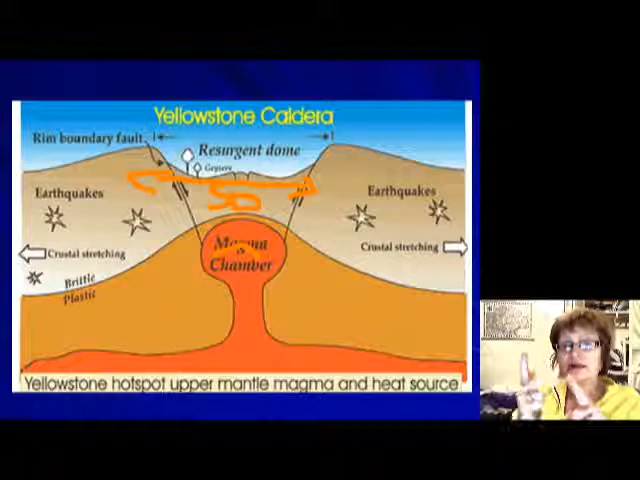 Yellowstone Caldera
Rim boundary fault
Resurgent dome
Geysers
Earthquakes
Earthquakes
50
Crustal stretching
Magma
Chamber
Crustal stretching
Brittle
Plastic
Yellowstone hotspot upper mantle magma and heat source